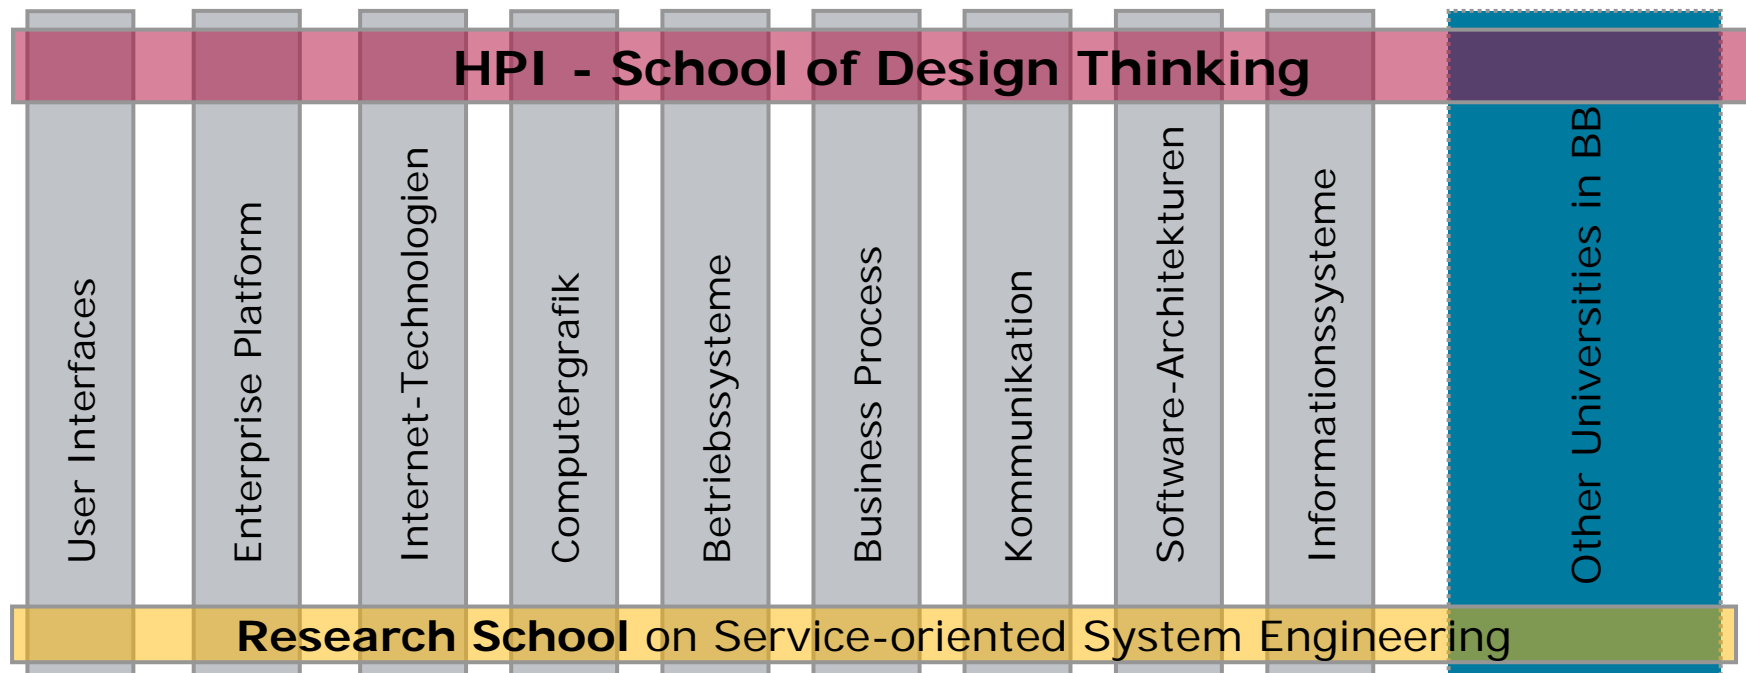 HPI - School of Design Thinking
User Interfaces
Enterprise Platform
Internet-Technologien
Computergrafik
Betriebssysteme
Business Process
Kommunikation
Software-Architekturen
Informationssysteme
Other Universities in BB
Research School on Service-oriented System Engineering